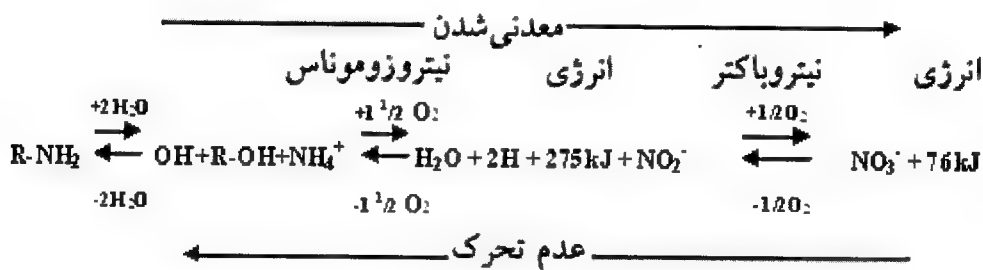 معدنی‌شدن
نیتروزوموناس انرژی نیتروباکتر انرژی
+2H₂O +1 ¹/2 O₂ +1/2O₂
R-NH₂ OH+R-OH+NH₄⁺ H₂O + 2H + 275kJ + NO₂⁻ NO₃⁻ + 76kJ
-2H₂O -1 ¹/2 O₂ -1/2O₂
عدم تحرک